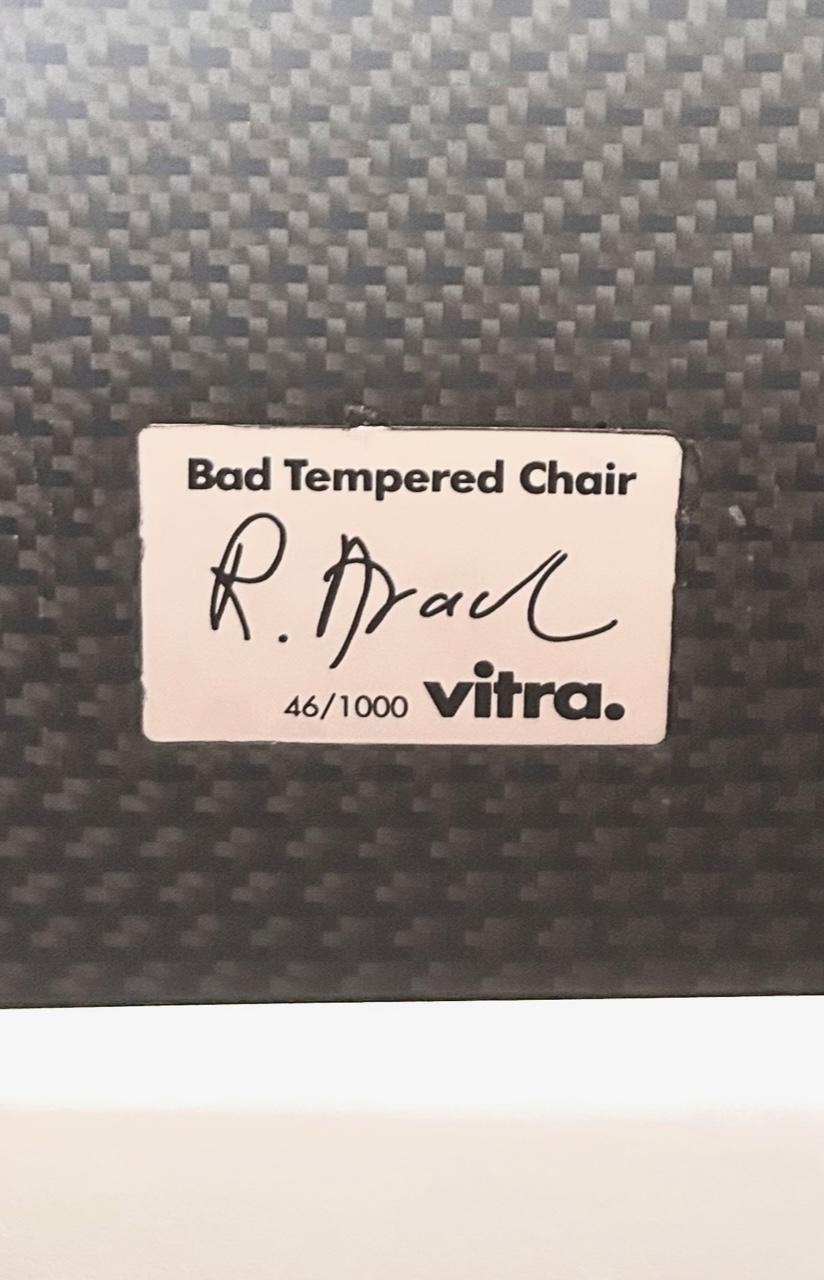 Bad Tempered Chair
R. Arad
46/1000 vitra.